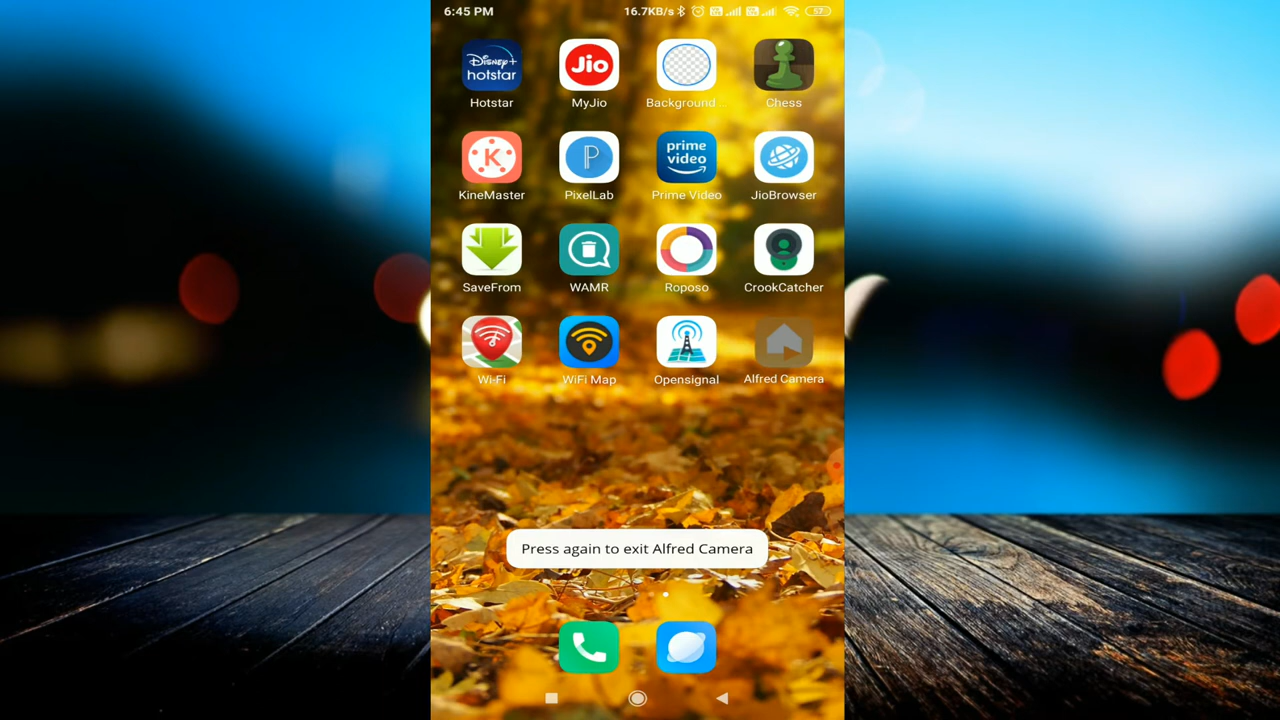 6:45 PM 16.7KB/s 57
Disney+
hotstar
Jio
Hotstar MyJio Background ... Chess
K P prime
video
KineMaster PixelLab Prime Video JioBrowser
SaveFrom WAMR Roposo CrookCatcher
Wi-Fi WiFi Map Opensignal Alfred Camera
Press again to exit Alfred Camera